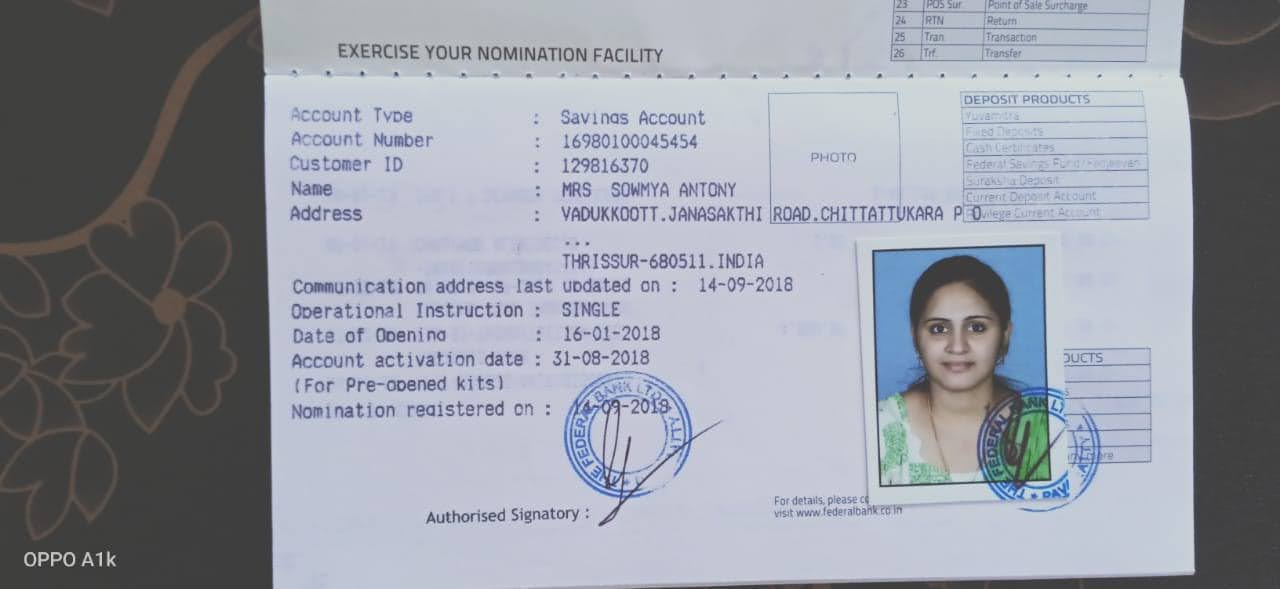 23 POS Sur. Point of Sale Surcharge
24 RTN Return
25 Tran. Transaction
26 Trf. Transfer
EXERCISE YOUR NOMINATION FACILITY
Account Type : Savings Account
Account Number : 16980100045454
Customer ID : 129816370
Name : MRS SOWMYA ANTONY
Address : VADUKKOOTT.JANASAKTHI ROAD.CHITTATTUKARA P O
...
THRISSUR-680511.INDIA
Communication address last updated on : 14-09-2018
Operational Instruction : SINGLE
Date of Opening : 16-01-2018
Account activation date : 31-08-2018
(For Pre-opened kits)
Nomination registered on : 14-09-2018
Authorised Signatory :
PHOTO
DEPOSIT PRODUCTS
Yuvamitra
Fixed Deposits
Cash Certificates
Federal Savings Fund
Suraksha Deposit
Current Deposit Account
Privilege Current Account
DUCTS
more
For details, please co
visit www.federalbank.co.in
THE FEDERAL BANK LTD
THE FEDERAL BANK LT
OPPO A1k